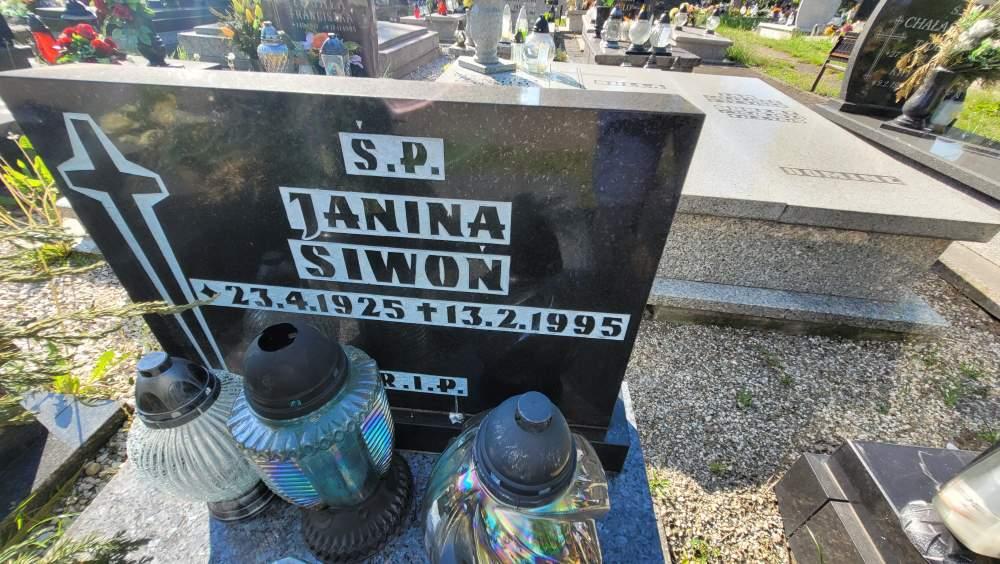 Ś.P.
JANINA
SIWOŃ
23.4.1925 † 13.2.1995
R.I.P.